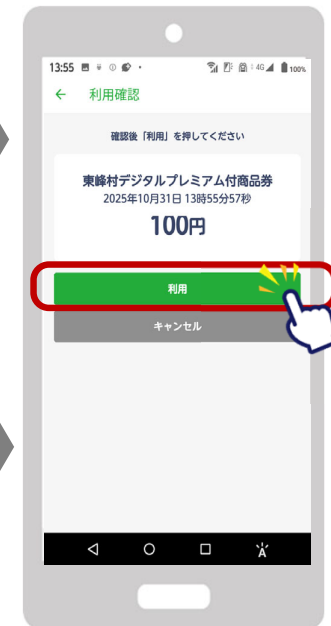 13:55 4G 100%
利用確認
確認後「利用」を押してください
東峰村デジタルプレミアム付商品券
2025年10月31日 13時55分57秒
100円
利用
キャンセル